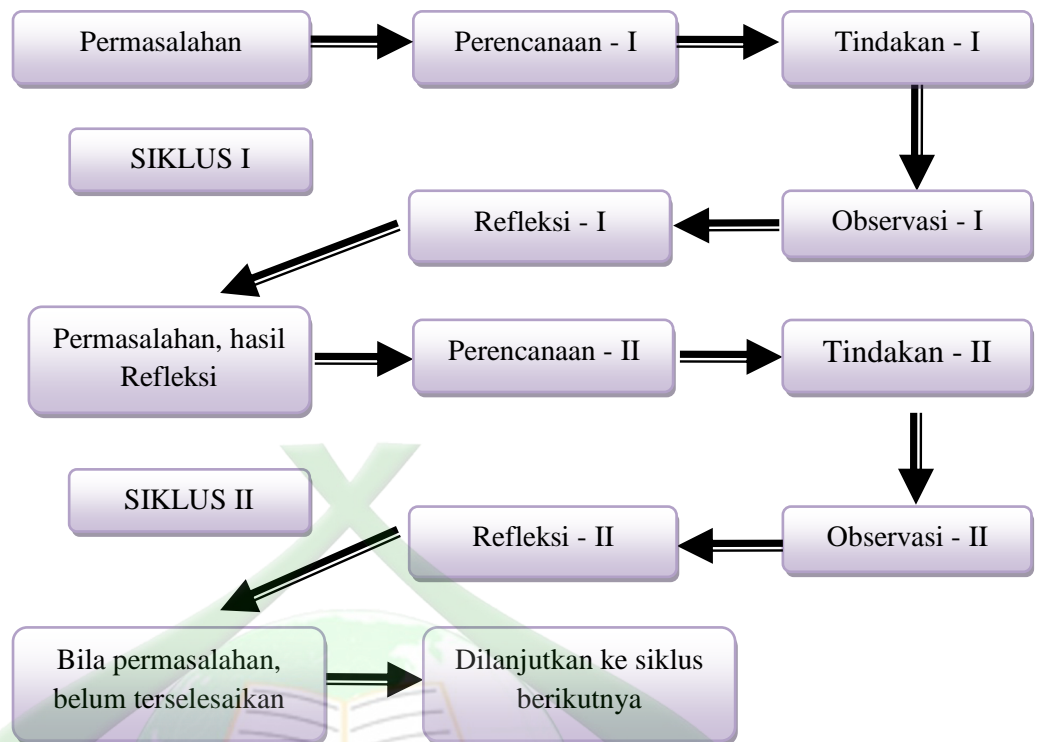 Permasalahan
Perencanaan - I
Tindakan - I
SIKLUS I
Refleksi - I
Observasi - I
Permasalahan, hasil
Refleksi
Perencanaan - II
Tindakan - II
SIKLUS II
Refleksi - II
Observasi - II
Bila permasalahan,
belum terselesaikan
Dilanjutkan ke siklus
berikutnya